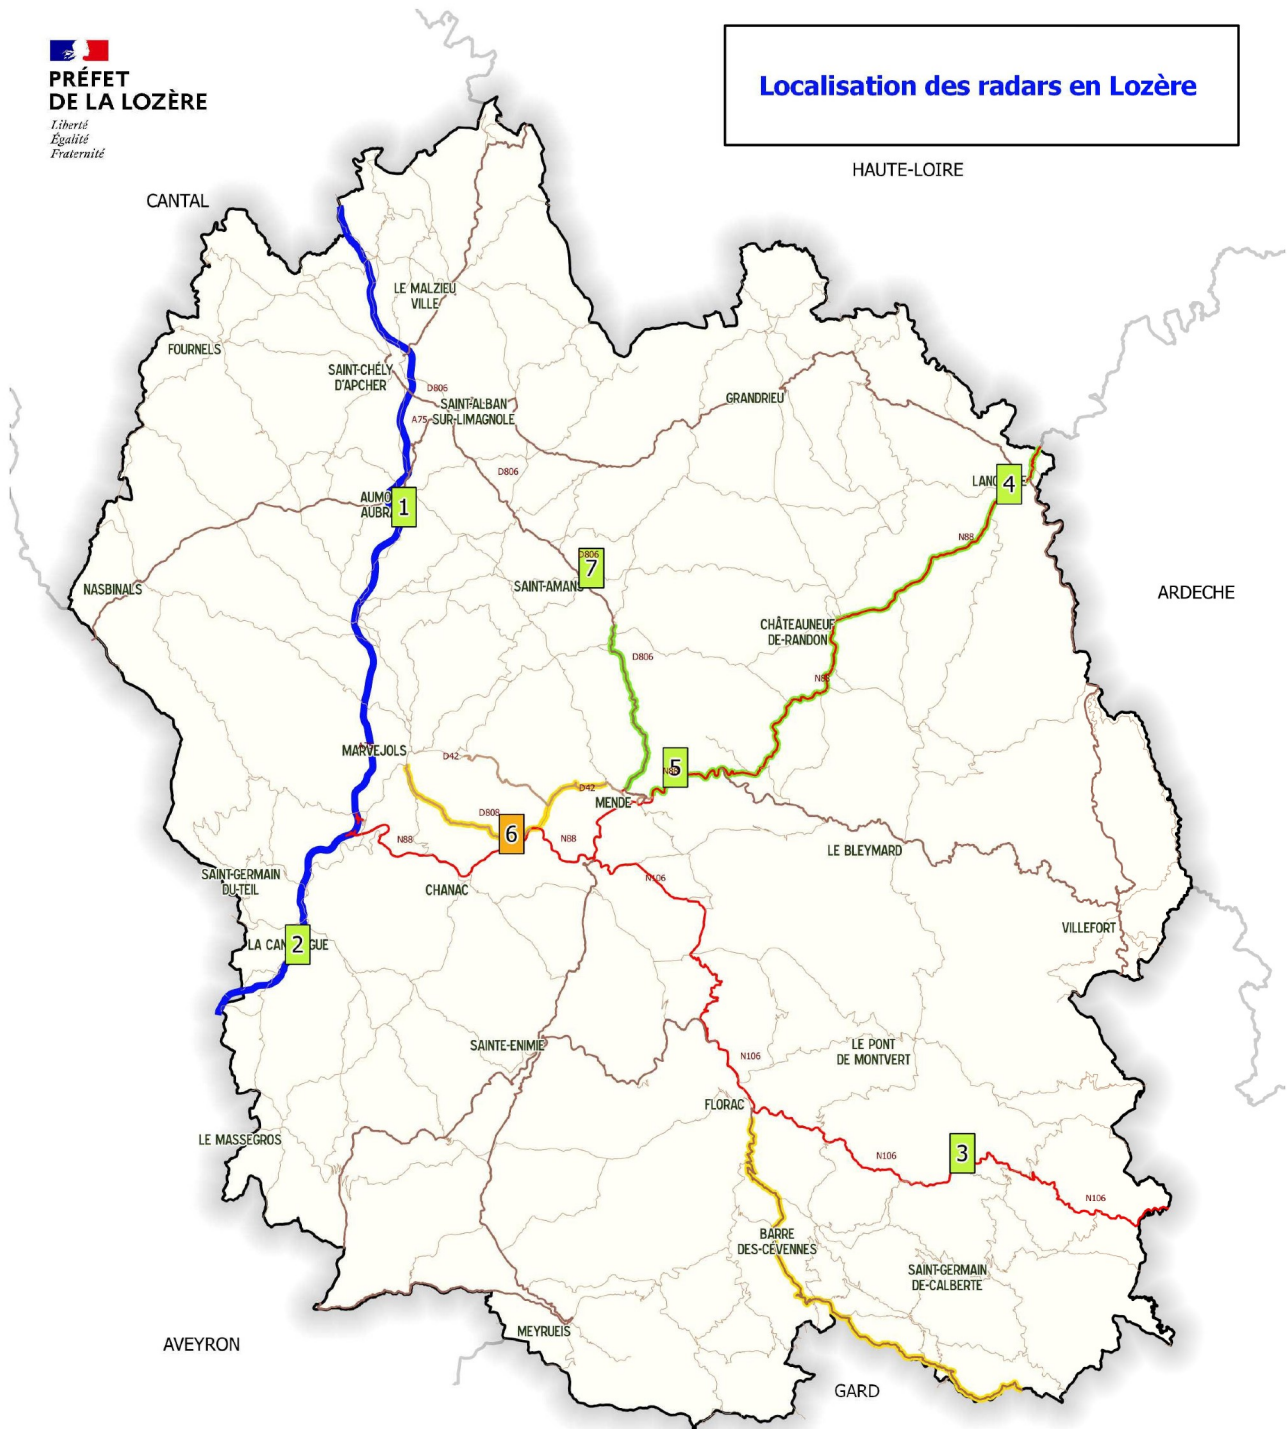 PRÉFET
DE LA LOZÈRE
Liberté
Égalité
Fraternité
Localisation des radars en Lozère
HAUTE-LOIRE
CANTAL
LE MALZIEU
VILLE
FOURNELS
SAINT-CHÉLY
D'APCHER
D806
SAINT-ALBAN
SUR-LIMAGNOLE
A75
GRANDRIEU
D806
4
N88
1
D806
7
SAINT-AMANS
NASBINALS
ARDECHE
CHÂTEAUNEUF
DE-RANDON
D806
MARVEJOLS
D42
5
D42
MENDE
D808
6
N88
N88
LE BLEYMARD
SAINT-GERMAIN
DU-TEIL
CHANAC
N106
VILLEFORT
2
SAINTE-ENIMIE
N106
LE PONT
DE MONTVERT
FLORAC
LE MASSEGROS
N106
3
N106
BARRE
DES-CÉVENNES
SAINT-GERMAIN
DE-CALBERTE
MEYRUEIS
AVEYRON
GARD